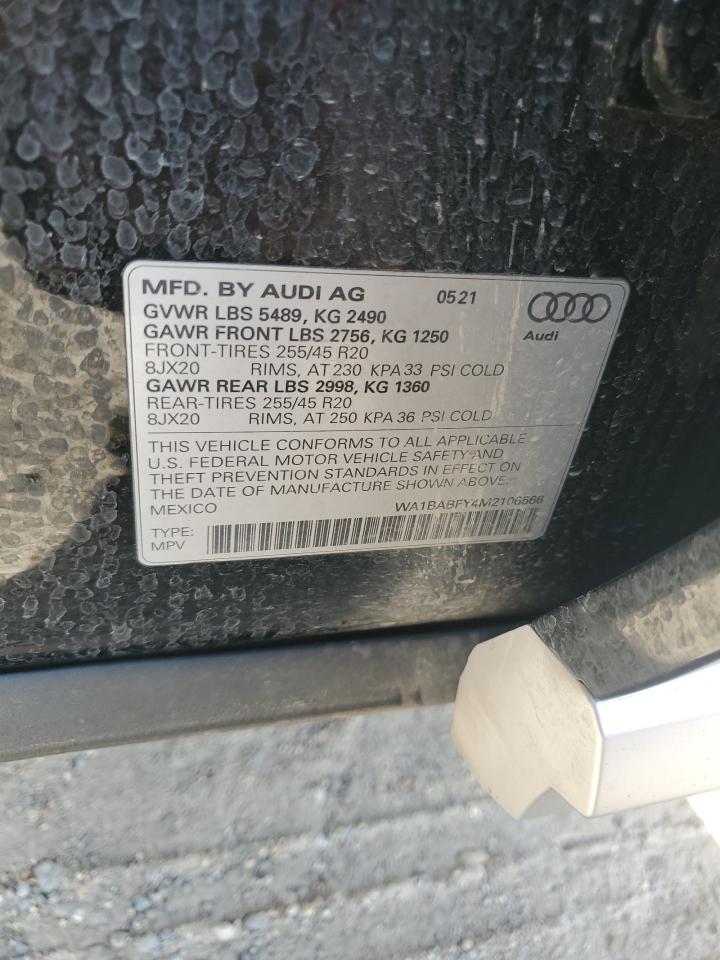 MFD. BY AUDI AG 0521
GVWR LBS 5489, KG 2490
GAWR FRONT LBS 2756, KG 1250
Audi
FRONT-TIRES 255/45 R20
8JX20 RIMS, AT 230 KPA 33 PSI COLD
GAWR REAR LBS 2998, KG 1360
REAR-TIRES 255/45 R20
8JX20 RIMS, AT 250 KPA 36 PSI COLD
THIS VEHICLE CONFORMS TO ALL APPLICABLE
U.S. FEDERAL MOTOR VEHICLE SAFETY AND
THEFT PREVENTION STANDARDS IN EFFECT ON
THE DATE OF MANUFACTURE SHOWN ABOVE.
MEXICO WA1BABFY4M2106566
TYPE:
MPV